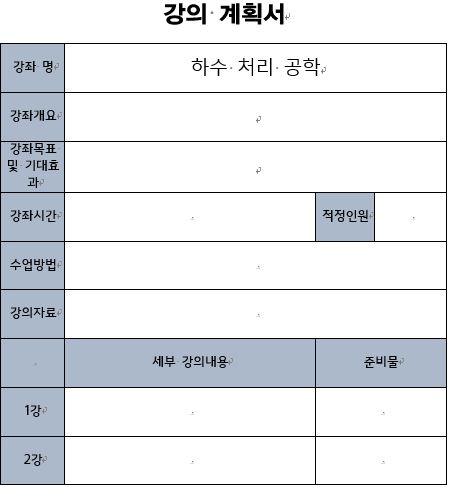 강의 계획서
강좌 명
하수 처리 공학
강좌개요
강좌목표
및 기대효
과
강좌시간
적정인원
수업방법
강의자료
세부 강의내용
준비물
1강
2강